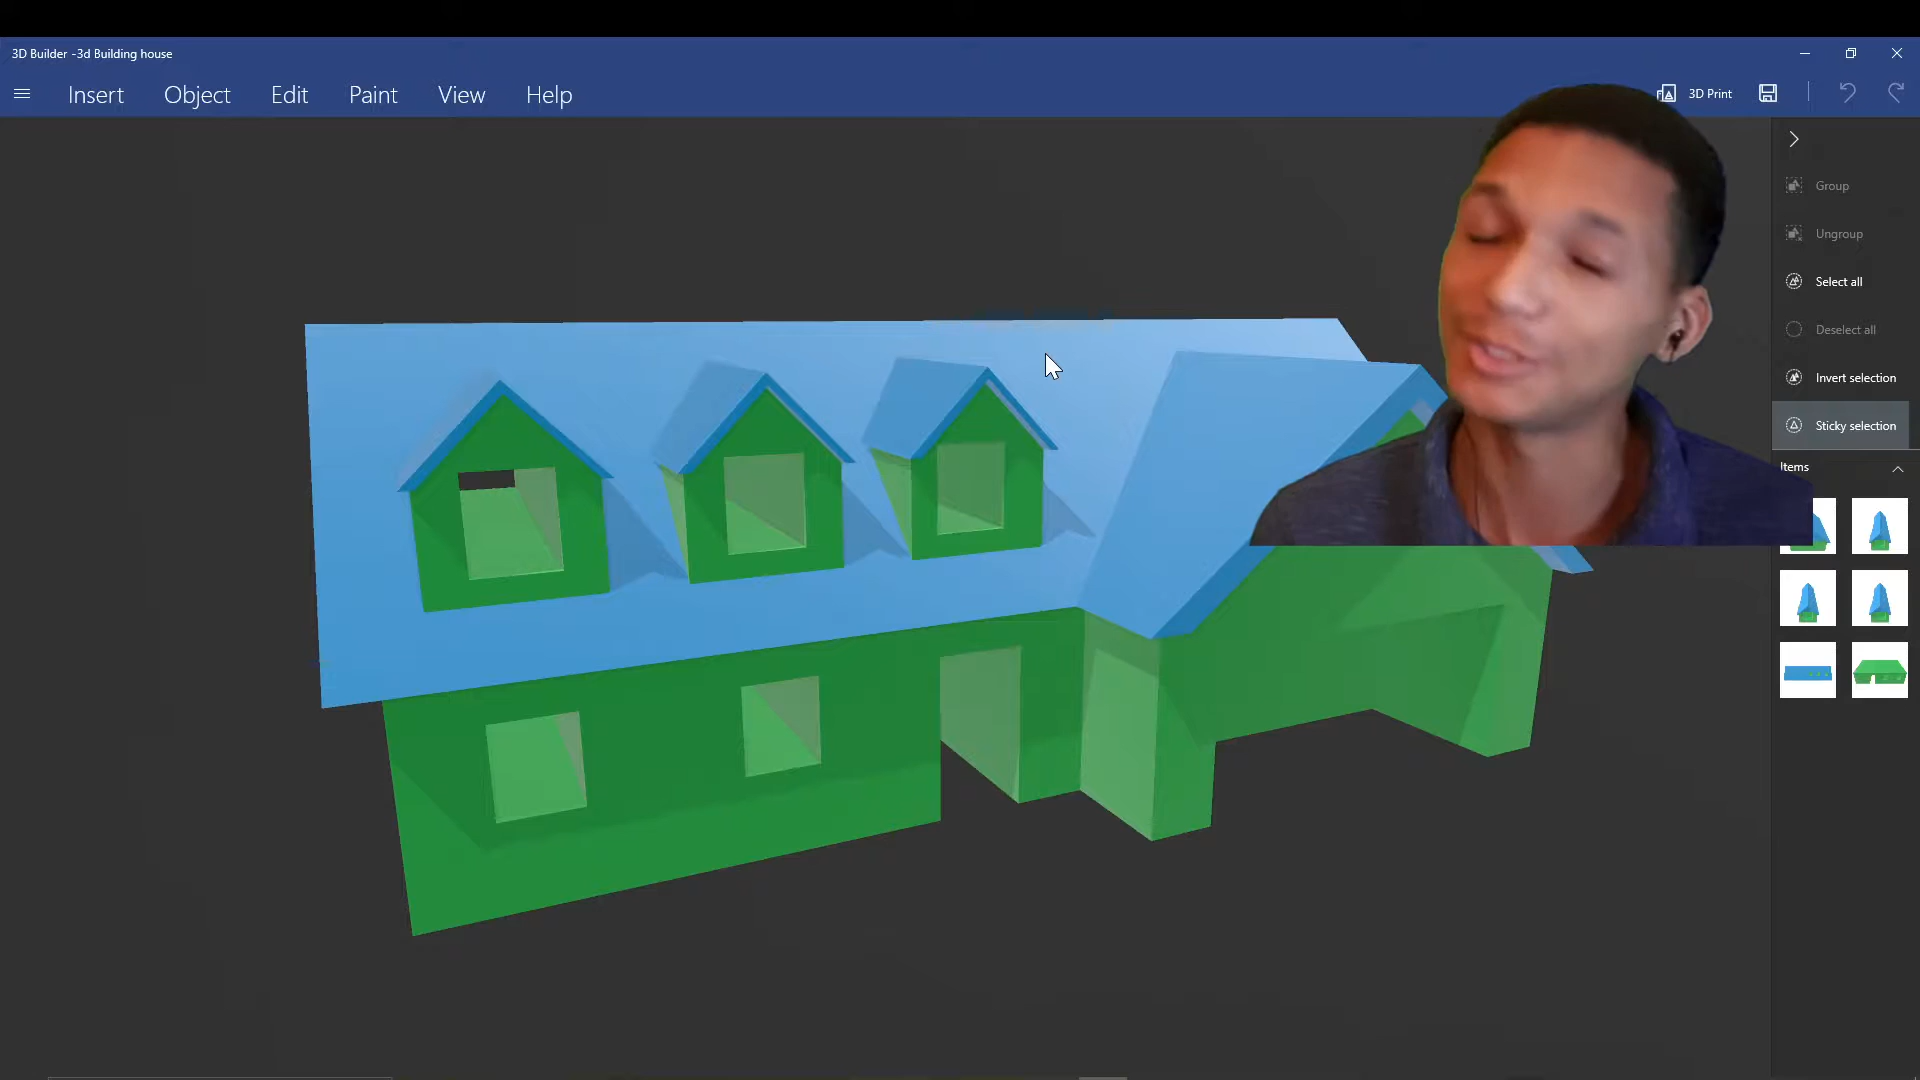 3D Builder -3d Building house
Insert Object Edit Paint View Help
3D Print
Group
Ungroup
Select all
Deselect all
Invert selection
Sticky selection
Items